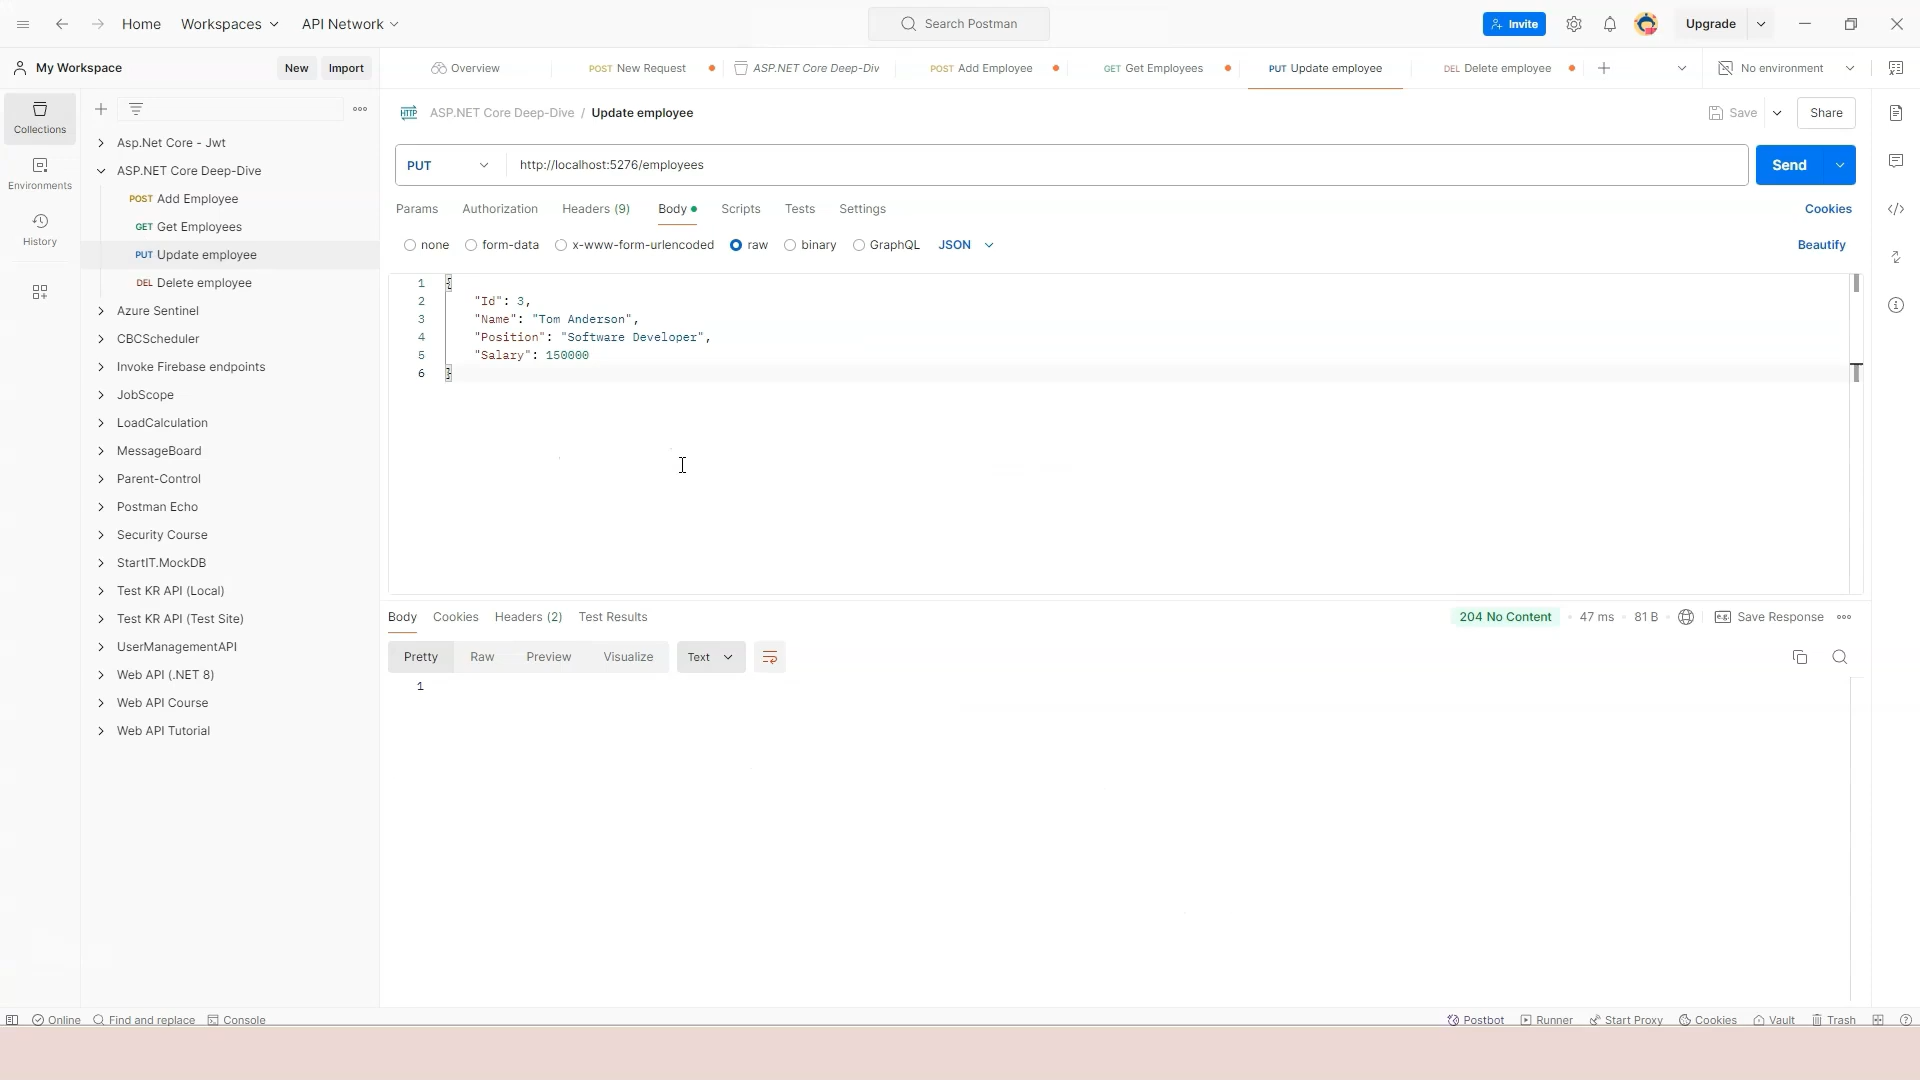 Home Workspaces API Network Search Postman Invite Upgrade
My Workspace New Import
Overview POST New Request ASP.NET Core Deep-Div POST Add Employee GET Get Employees PUT Update employee DEL Delete employee No environment
Collections
Environments
History
Asp.Net Core - Jwt
ASP.NET Core Deep-Dive
POST Add Employee
GET Get Employees
PUT Update employee
DEL Delete employee
Azure Sentinel
CBCScheduler
Invoke Firebase endpoints
JobScope
LoadCalculation
MessageBoard
Parent-Control
Postman Echo
Security Course
StartIT.MockDB
Test KR API (Local)
Test KR API (Test Site)
UserManagementAPI
Web API (.NET 8)
Web API Course
Web API Tutorial
HTTP ASP.NET Core Deep-Dive / Update employee Save Share
PUT http://localhost:5276/employees Send
Params Authorization Headers (9) Body Scripts Tests Settings Cookies
none form-data x-www-form-urlencoded raw binary GraphQL JSON Beautify
1 {
2 "Id": 3,
3 "Name": "Tom Anderson",
4 "Position": "Software Developer",
5 "Salary": 150000
6 }
Body Cookies Headers (2) Test Results 204 No Content 47 ms 81 B e.g. Save Response
Pretty Raw Preview Visualize Text
1
Online Find and replace Console Postbot Runner Start Proxy Cookies Vault Trash